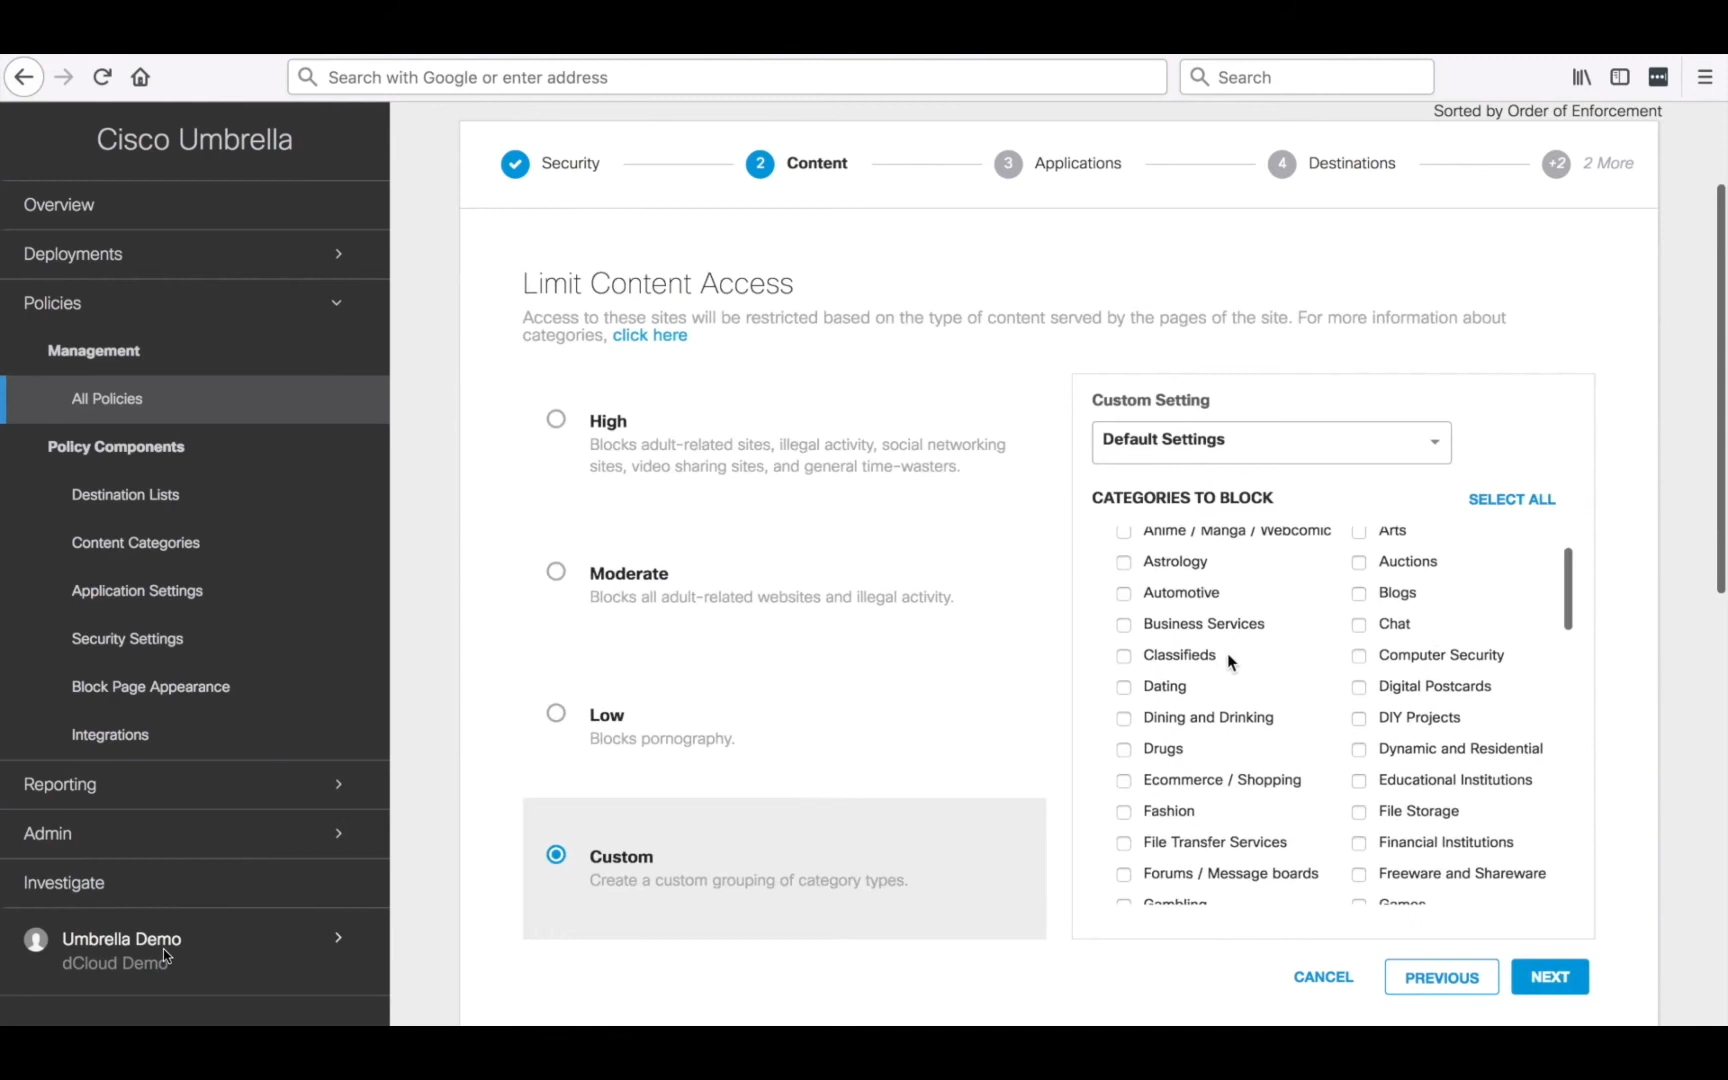 Search with Google or enter address
Search
Cisco Umbrella
Overview
Deployments
Policies
Management
All Policies
Policy Components
Destination Lists
Content Categories
Application Settings
Security Settings
Block Page Appearance
Integrations
Reporting
Admin
Investigate
Umbrella Demo
dCloud Demo
Sorted by Order of Enforcement
Security
2 Content
3 Applications
4 Destinations
+2 2 More
Limit Content Access
Access to these sites will be restricted based on the type of content served by the pages of the site. For more information about
categories, click here
High
Blocks adult-related sites, illegal activity, social networking
sites, video sharing sites, and general time-wasters.
Moderate
Blocks all adult-related websites and illegal activity.
Low
Blocks pornography.
Custom
Create a custom grouping of category types.
Custom Setting
Default Settings
CATEGORIES TO BLOCK SELECT ALL
Anime / Manga / Webcomic Arts
Astrology Auctions
Automotive Blogs
Business Services Chat
Classifieds Computer Security
Dating Digital Postcards
Dining and Drinking DIY Projects
Drugs Dynamic and Residential
Ecommerce / Shopping Educational Institutions
Fashion File Storage
File Transfer Services Financial Institutions
Forums / Message boards Freeware and Shareware
Gambling Games
CANCEL PREVIOUS NEXT